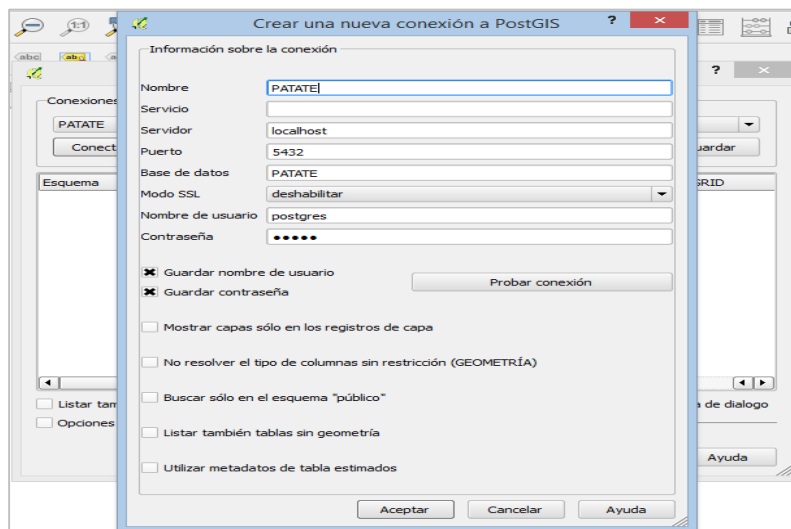 Crear una nueva conexión a PostGIS
Información sobre la conexión
Nombre PATATE
Servicio
Servidor localhost
Puerto 5432
Base de datos PATATE
Modo SSL deshabilitar
Nombre de usuario postgres
Contraseña ●●●●●
Guardar nombre de usuario
Guardar contraseña
Probar conexión
Mostrar capas sólo en los registros de capa
No resolver el tipo de columnas sin restricción (GEOMETRÍA)
Buscar sólo en el esquema "público"
Listar también tablas sin geometría
Utilizar metadatos de tabla estimados
Aceptar Cancelar Ayuda
1:1
abc abc
Conexiones
PATATE
Conect uardar
Esquema SRID
Listar tam a de dialogo
Opciones
Ayuda